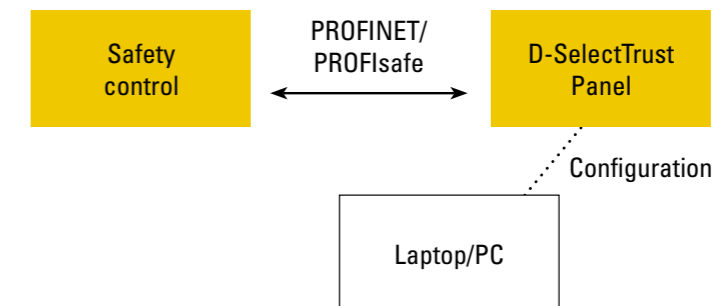 Safety
control
PROFINET/
PROFIsafe
D-SelectTrust
Panel
Configuration
Laptop/PC